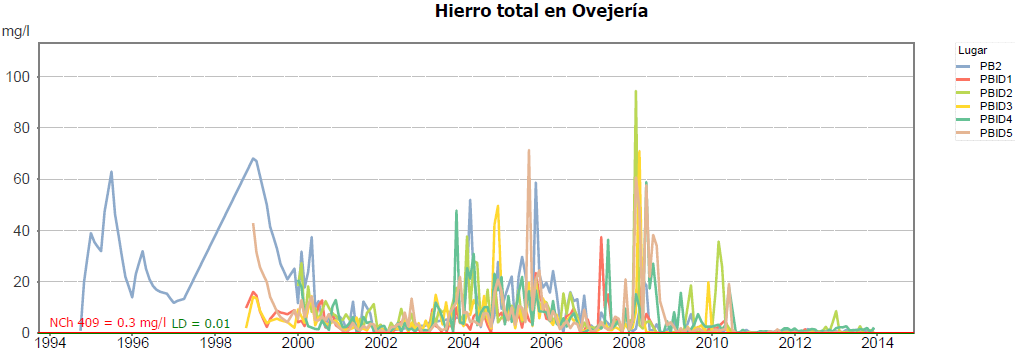 Hierro total en Ovejería
mg/l
Lugar
PB2
PBID1
PBID2
PBID3
PBID4
PBID5
100
80
60
40
20
0
NCh 409 = 0.3 mg/l LD = 0.01
1994 1996 1998 2000 2002 2004 2006 2008 2010 2012 2014